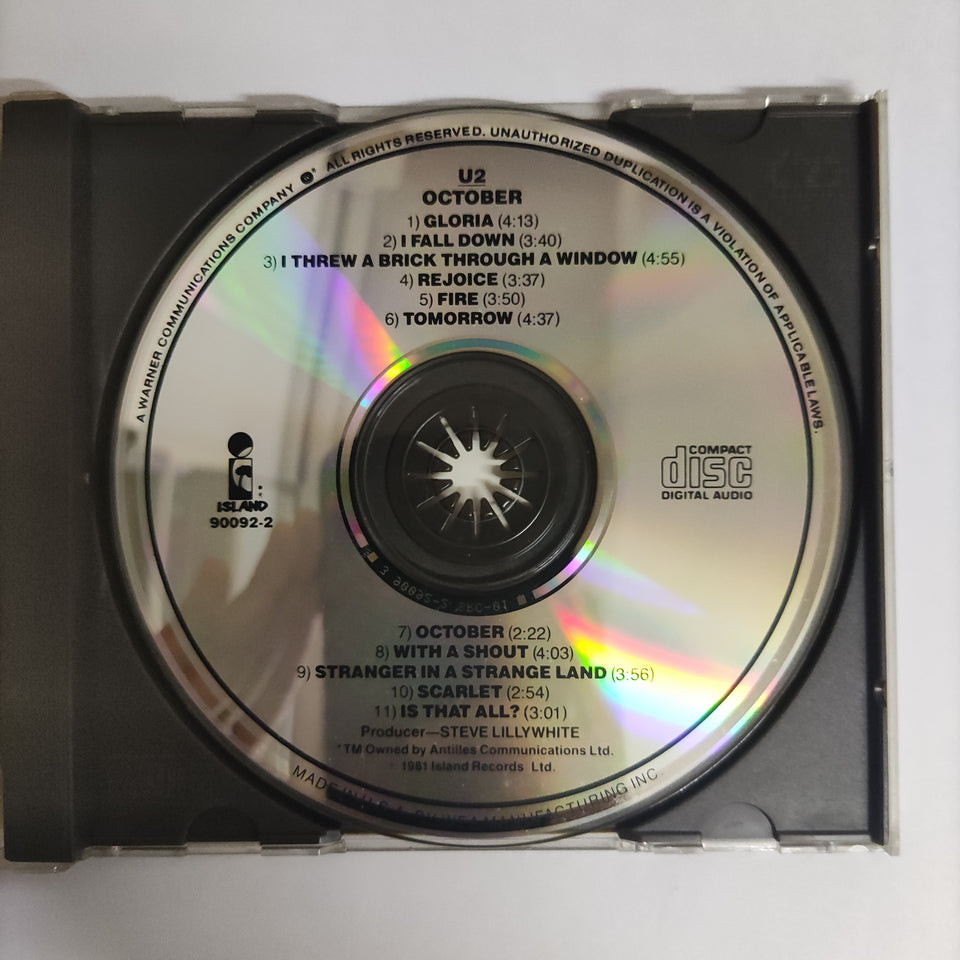 A WARNER COMMUNICATIONS COMPANY ℗* ALL RIGHTS RESERVED. UNAUTHORIZED DUPLICATION IS A VIOLATION OF APPLICABLE LAWS.
U2
OCTOBER
1) GLORIA (4:13)
2) I FALL DOWN (3:40)
3) I THREW A BRICK THROUGH A WINDOW (4:55)
4) REJOICE (3:37)
5) FIRE (3:50)
6) TOMORROW (4:37)
ISLAND
90092-2
COMPACT
disc
DIGITAL AUDIO
7) OCTOBER (2:22)
8) WITH A SHOUT (4:03)
9) STRANGER IN A STRANGE LAND (3:56)
10) SCARLET (2:54)
11) IS THAT ALL? (3:01)
Producer—STEVE LILLYWHITE
*TM Owned by Antilles Communications Ltd.
1981 Island Records Ltd.
MADE IN U.S.A. BY WEA MANUFACTURING INC.